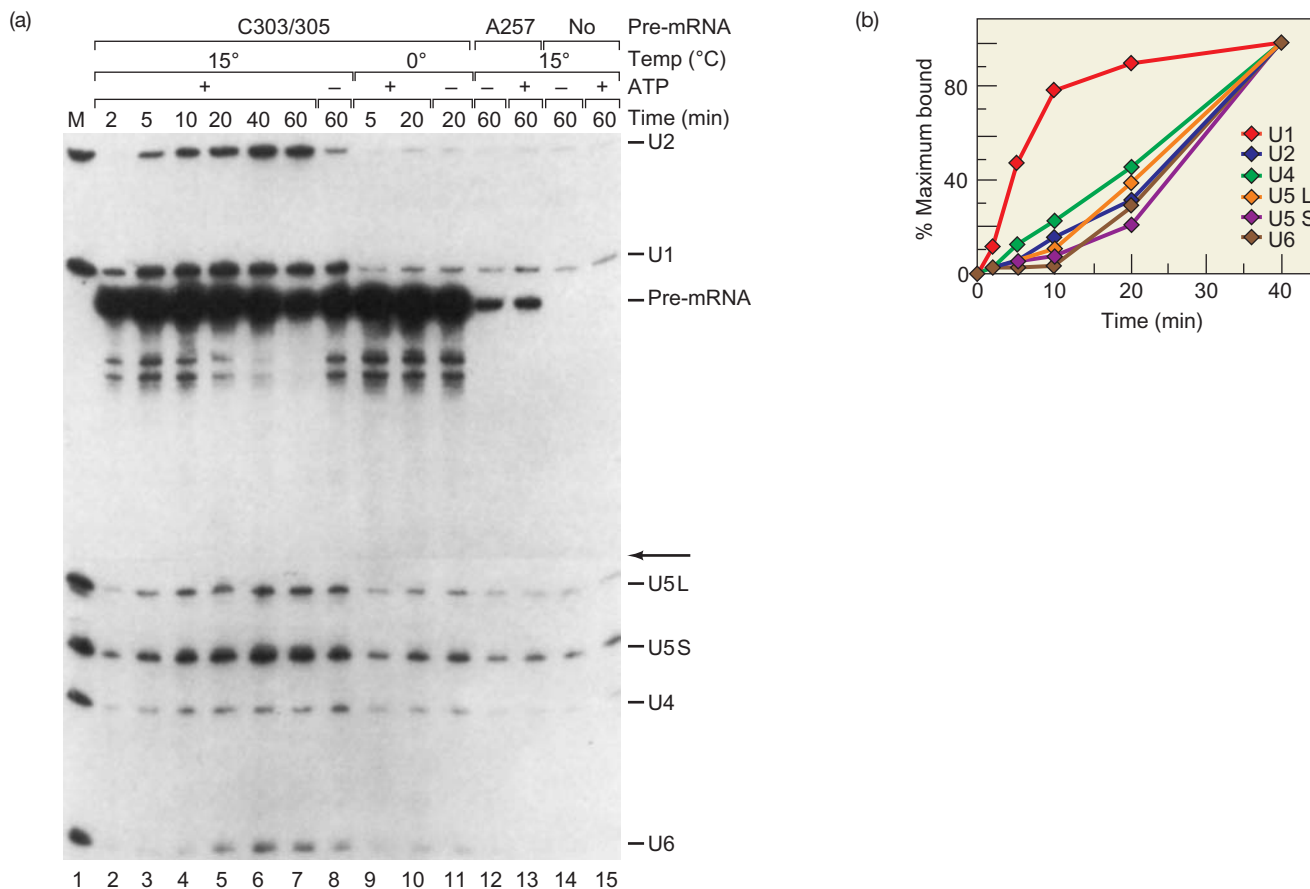 (a)
C303/305 A257 No Pre-mRNA
15° 0° 15° Temp (°C)
+ – + – – + – + ATP
M 2 5 10 20 40 60 60 5 20 20 60 60 60 60 Time (min)
U2
U1
Pre-mRNA
U5L
U5S
U4
U6
1 2 3 4 5 6 7 8 9 10 11 12 13 14 15
(b)
% Maximum bound
80
40
0
0 10 20 30 40
Time (min)
U1
U2
U4
U5 L
U5 S
U6